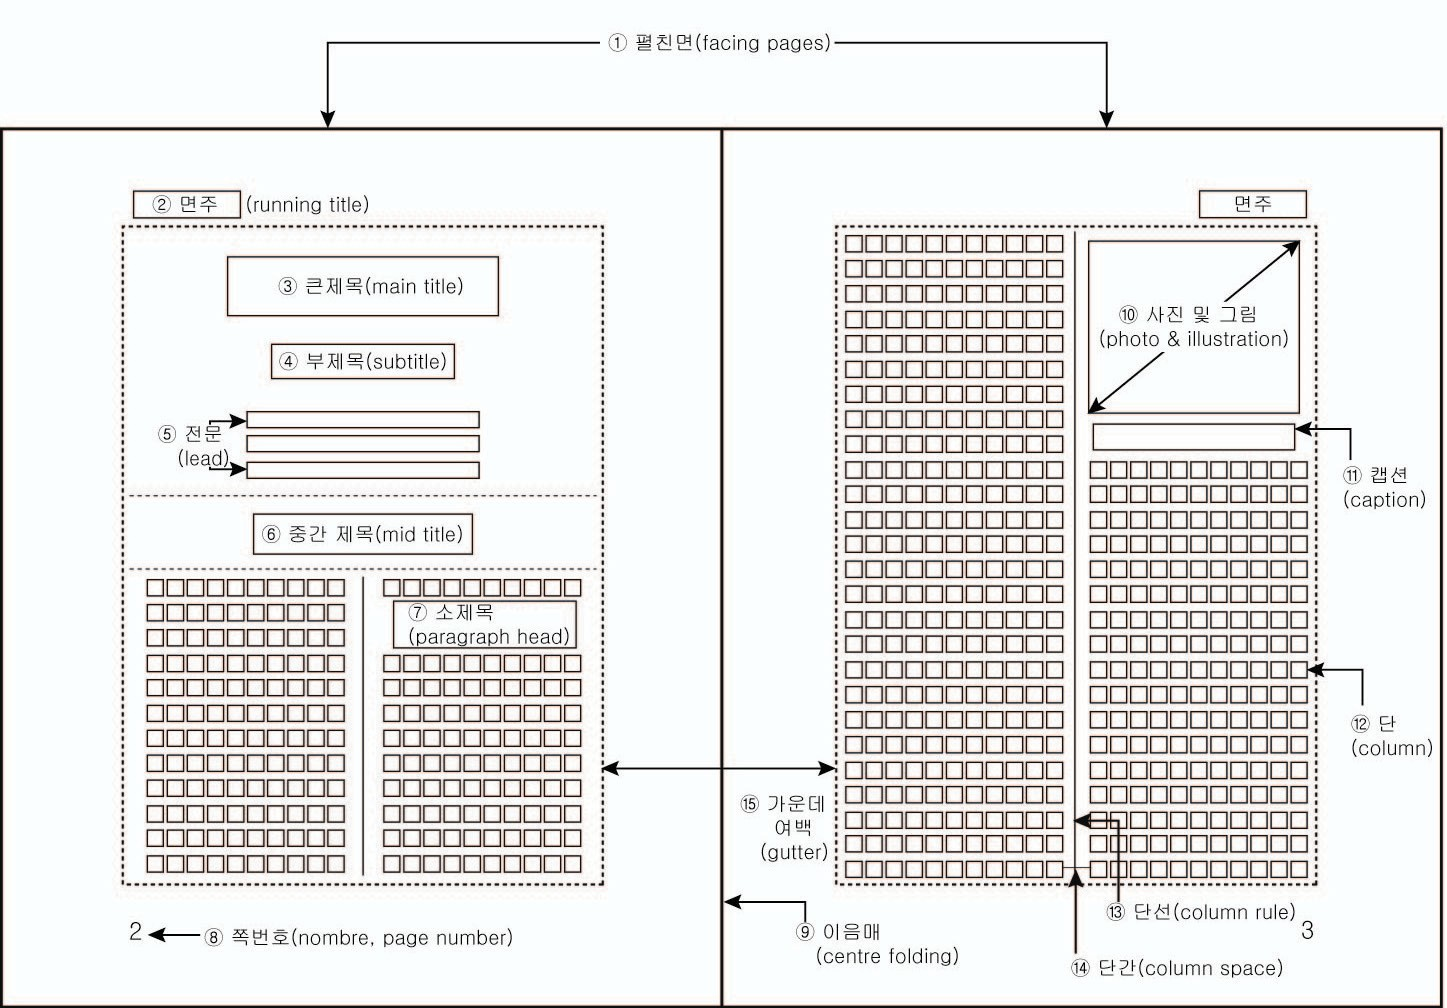 ① 펼친면(facing pages)
② 면주 (running title)
③ 큰제목(main title)
④ 부제목(subtitle)
⑤ 전문
(lead)
⑥ 중간 제목(mid title)
⑦ 소제목
(paragraph head)
2
⑧ 쪽번호(nombre, page number)
면주
⑩ 사진 및 그림
(photo & illustration)
⑪ 캡션
(caption)
⑫ 단
(column)
⑮ 가운데
여백
(gutter)
⑬ 단선(column rule)
3
⑨ 이음매
(centre folding)
⑭ 단간(column space)